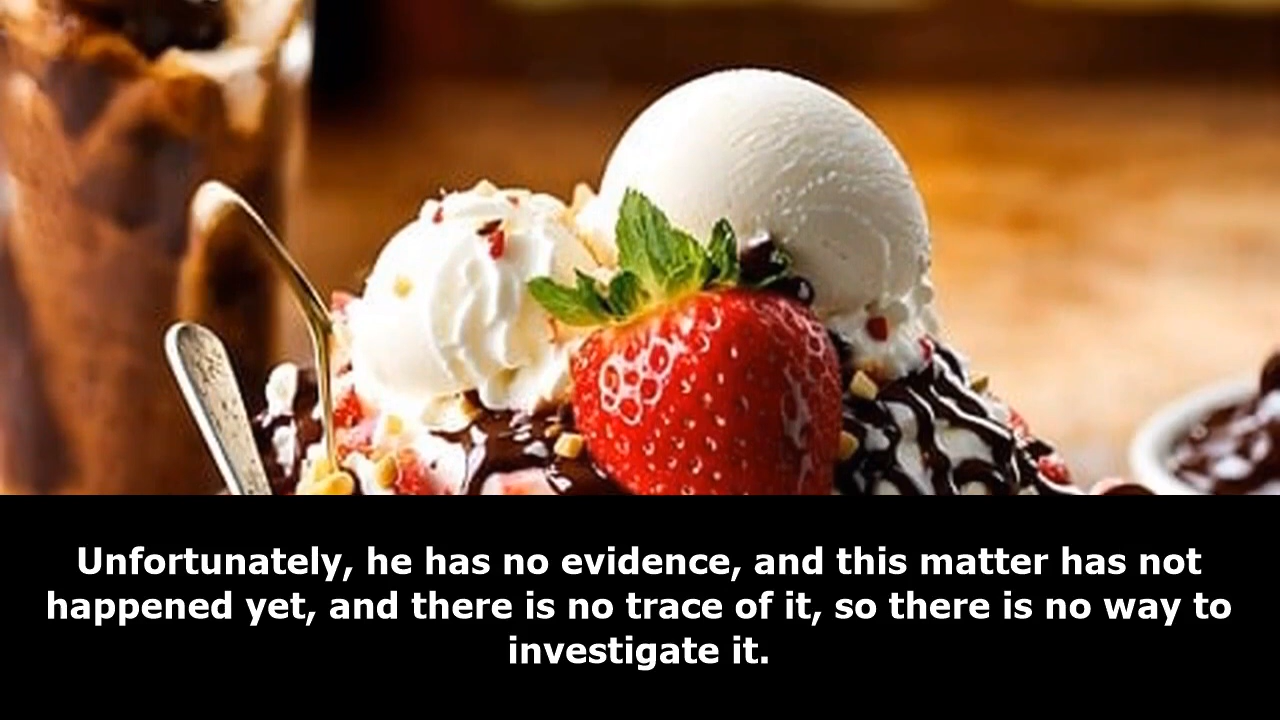 Unfortunately, he has no evidence, and this matter has not
happened yet, and there is no trace of it, so there is no way to
investigate it.